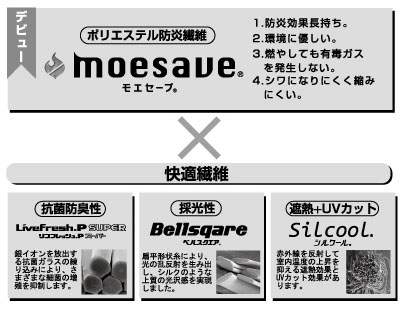 デビュー
ポリエステル防炎繊維
moesave®
モエセーブ®
1.防炎効果長持ち。
2.環境に優しい。
3.燃やしても有毒ガス
を発生しない。
4.シワになりにくく縮み
にくい。
×
快適繊維
抗菌防臭性
LiveFresh.P SUPER
リブフレッシュ.P スーパー
銀イオンを放出す
る抗菌ガラスの練
り込みにより、さ
まざまな細菌の増
殖を抑制します。
採光性
Bellsqare
ベルスクエア®
扁平形状糸により、
光の乱反射を生み出
し、シルクのような
上質の光沢感を実現
しました。
遮熱+UVカット
Silcool®
シルクール®
赤外線を反射して
室内温度の上昇を
抑える遮熱効果と
UVカット効果があ
ります。